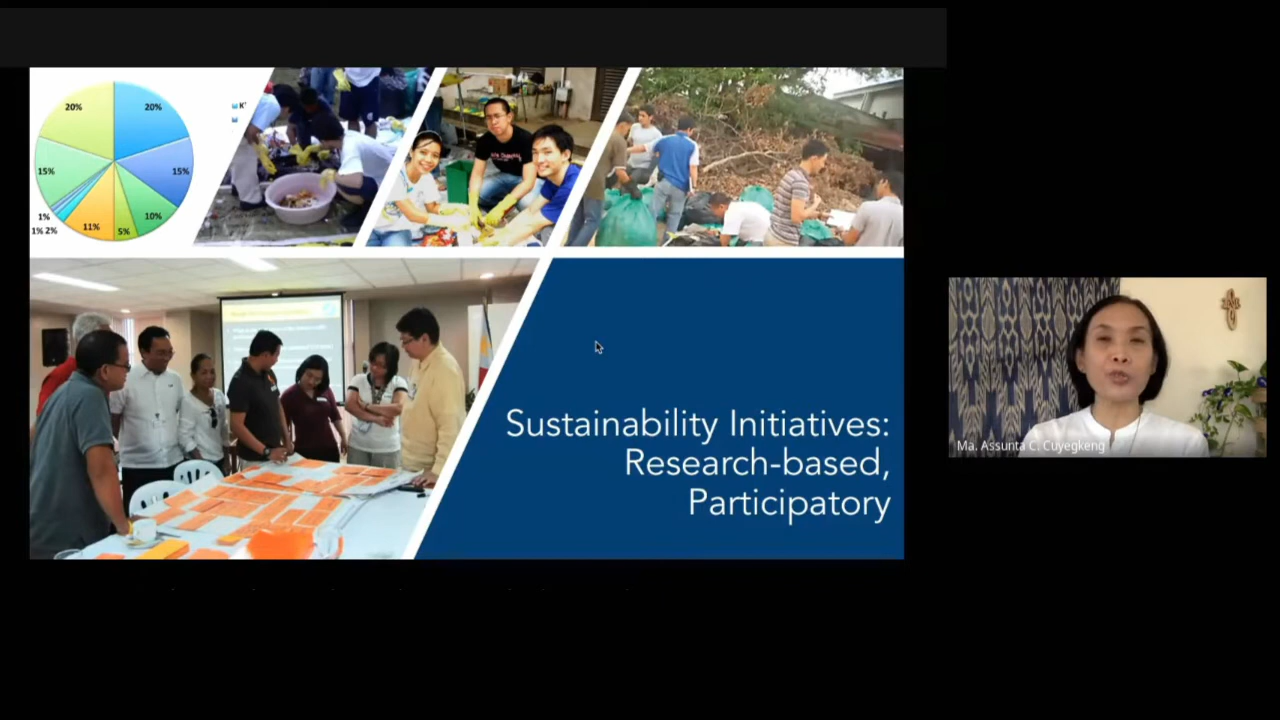 20%
20%
15%
15%
10%
5%
11%
1%
1% 2%
Sustainability Initiatives:
Research-based,
Participatory
Ma. Assunta C. Cuyegkeng